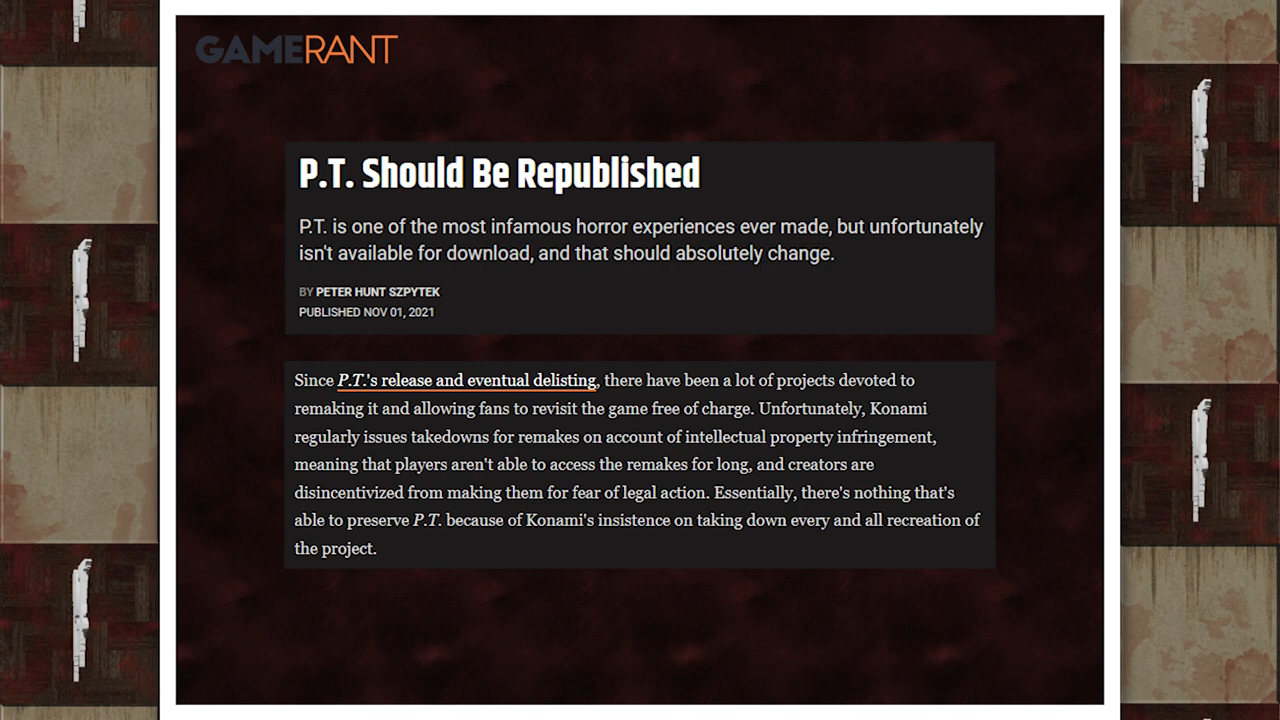 GAMERANT
P.T. Should Be Republished
P.T. is one of the most infamous horror experiences ever made, but unfortunately
isn't available for download, and that should absolutely change.
BY PETER HUNT SZPYTEK
PUBLISHED NOV 01, 2021
Since P.T.'s release and eventual delisting, there have been a lot of projects devoted to
remaking it and allowing fans to revisit the game free of charge. Unfortunately, Konami
regularly issues takedowns for remakes on account of intellectual property infringement,
meaning that players aren't able to access the remakes for long, and creators are
disincentivized from making them for fear of legal action. Essentially, there's nothing that's
able to preserve P.T. because of Konami's insistence on taking down every and all recreation of
the project.